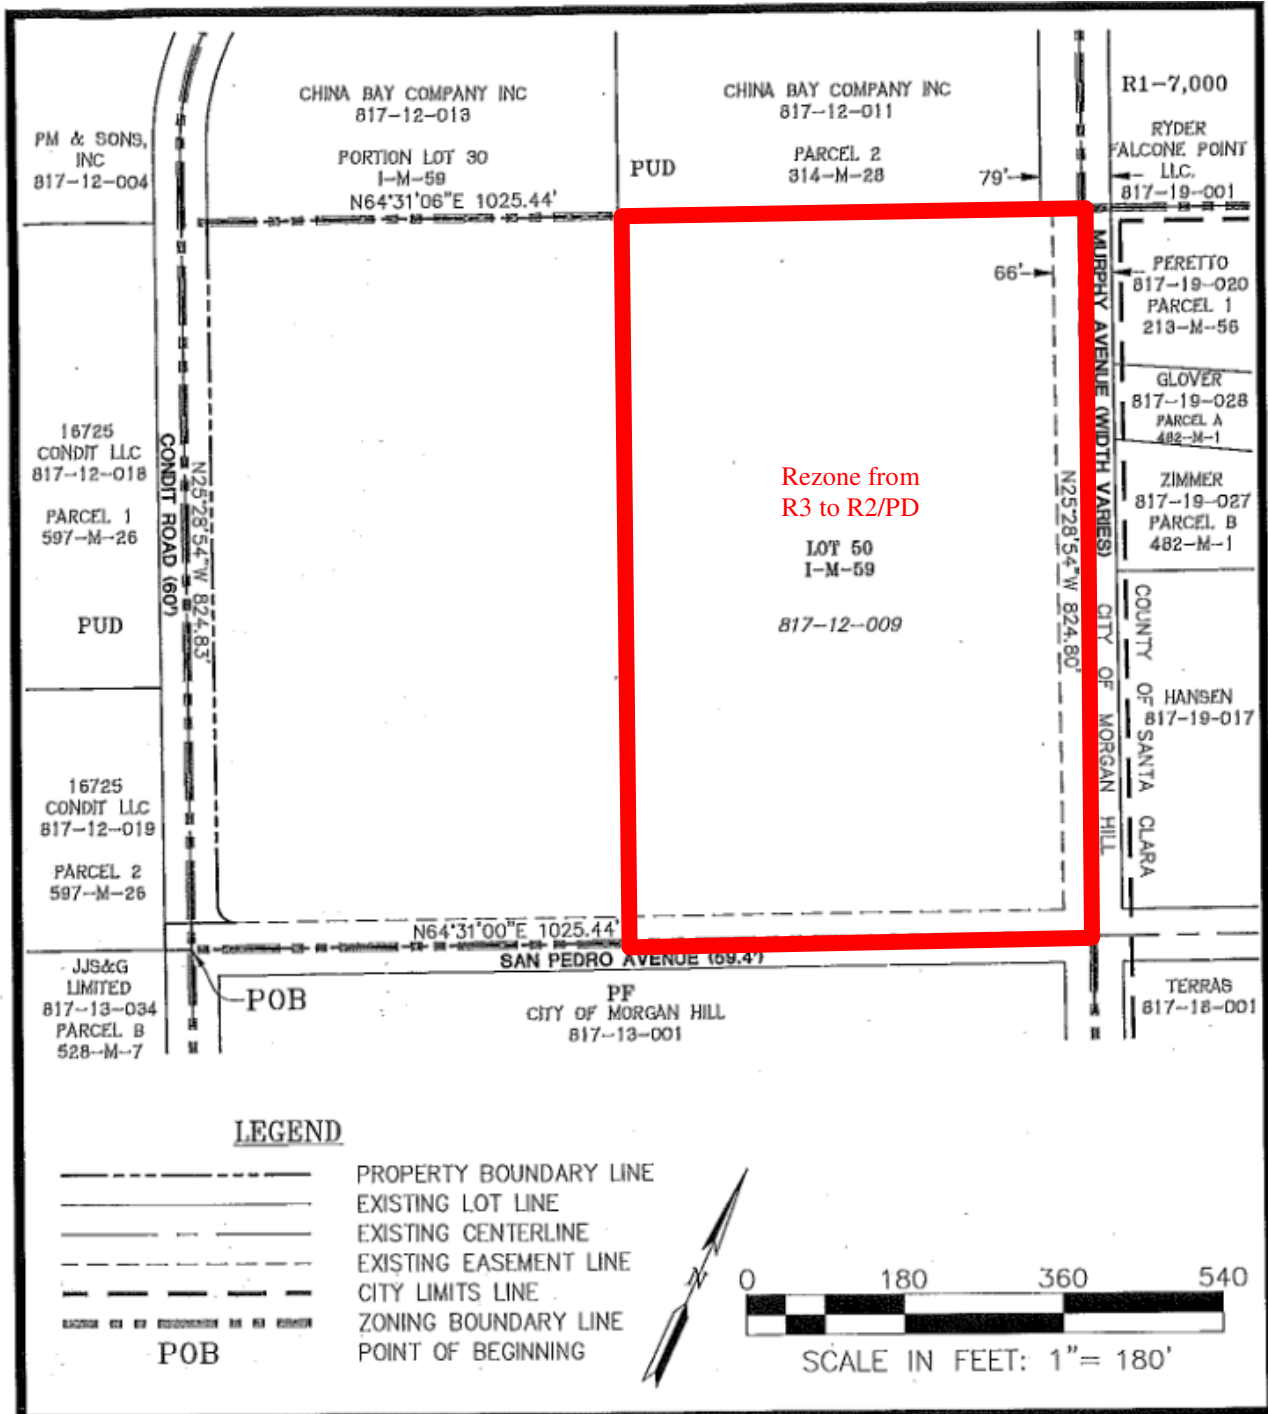 CHINA BAY COMPANY INC
817-12-013
PORTION LOT 30
I-M-59
N64°31'06"E 1025.44'
CHINA BAY COMPANY INC
817-12-011
PARCEL 2
314-M-28
PUD
79'
R1-7,000
RYDER
FALCONE POINT
LLC.
817-19-001
PM & SONS,
INC
817-12-004
66'
PERETTO
817-19-020
PARCEL 1
213-M-56
GLOVER
817-19-028
PARCEL A
482-M-1
ZIMMER
817-19-027
PARCEL B
482-M-1
16725
CONDIT LLC
817-12-018
PARCEL 1
597-M-26
PUD
CONDIT ROAD (60')
N25°28'54"W 824.83'
Rezone from
R3 to R2/PD
LOT 50
I-M-59
817-12-009
N25°28'54"W 824.80'
MURPHY AVENUE (WIDTH VARIES)
CITY OF MORGAN HILL
COUNTY OF SANTA CLARA
HANSEN
817-19-017
16725
CONDIT LLC
817-12-019
PARCEL 2
597-M-26
N64°31'00"E 1025.44'
SAN PEDRO AVENUE (59.4')
JJS&G
LIMITED
817-13-034
PARCEL B
528-M-7
POB
PF
CITY OF MORGAN HILL
817-13-001
TERRAS
817-18-001
LEGEND
PROPERTY BOUNDARY LINE
EXISTING LOT LINE
EXISTING CENTERLINE
EXISTING EASEMENT LINE
CITY LIMITS LINE
ZONING BOUNDARY LINE
POB POINT OF BEGINNING
N
0 180 360 540
SCALE IN FEET: 1"= 180'